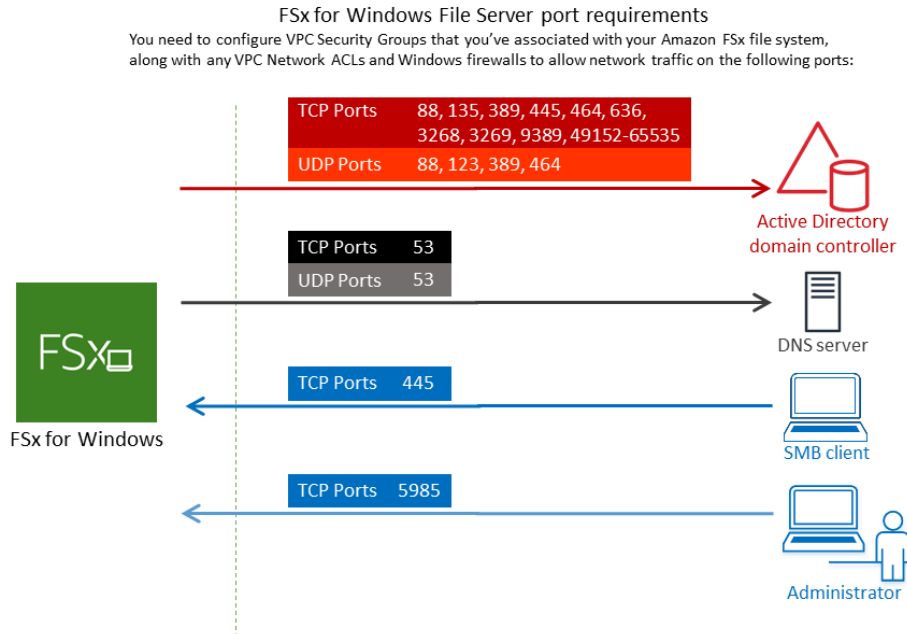 FSx for Windows File Server port requirements
You need to configure VPC Security Groups that you've associated with your Amazon FSx file system,
along with any VPC Network ACLs and Windows firewalls to allow network traffic on the following ports:
TCP Ports 88, 135, 389, 445, 464, 636,
3268, 3269, 9389, 49152-65535
UDP Ports 88, 123, 389, 464
Active Directory
domain controller
TCP Ports 53
UDP Ports 53
DNS server
FSx
FSx for Windows
TCP Ports 445
SMB client
TCP Ports 5985
Administrator